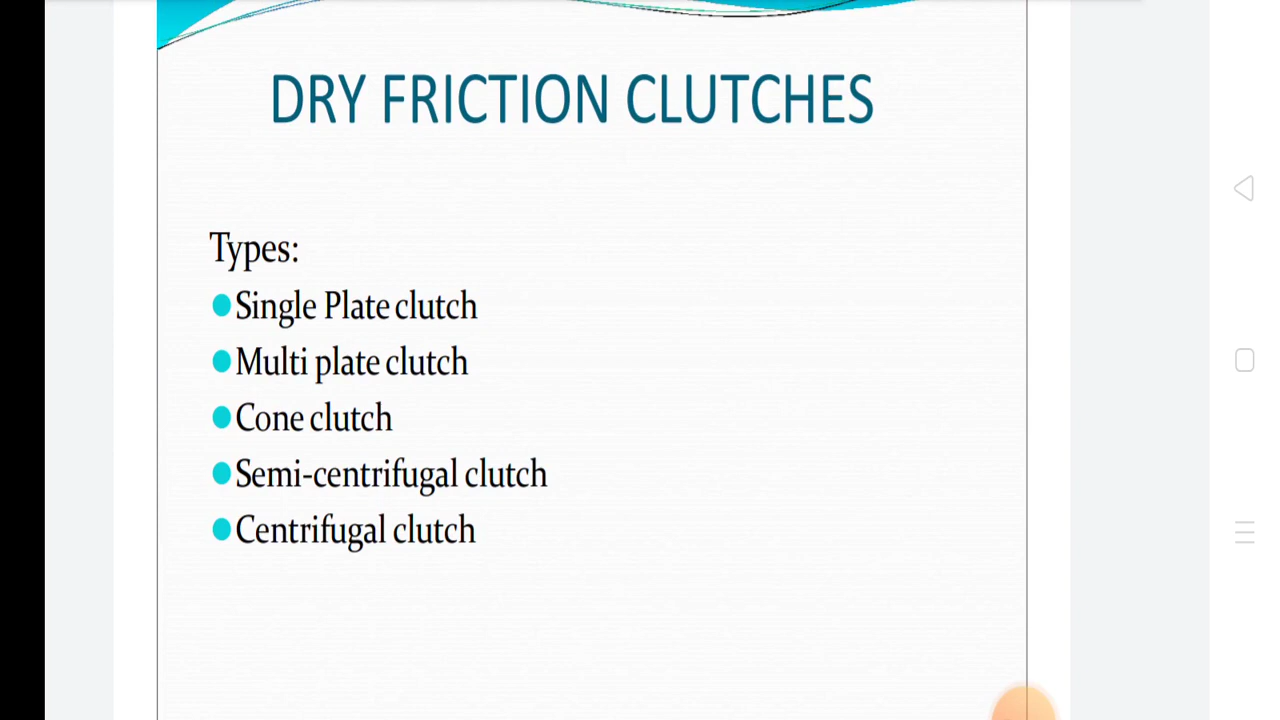 DRY FRICTION CLUTCHES
Types:
Single Plate clutch
Multi plate clutch
Cone clutch
Semi-centrifugal clutch
Centrifugal clutch